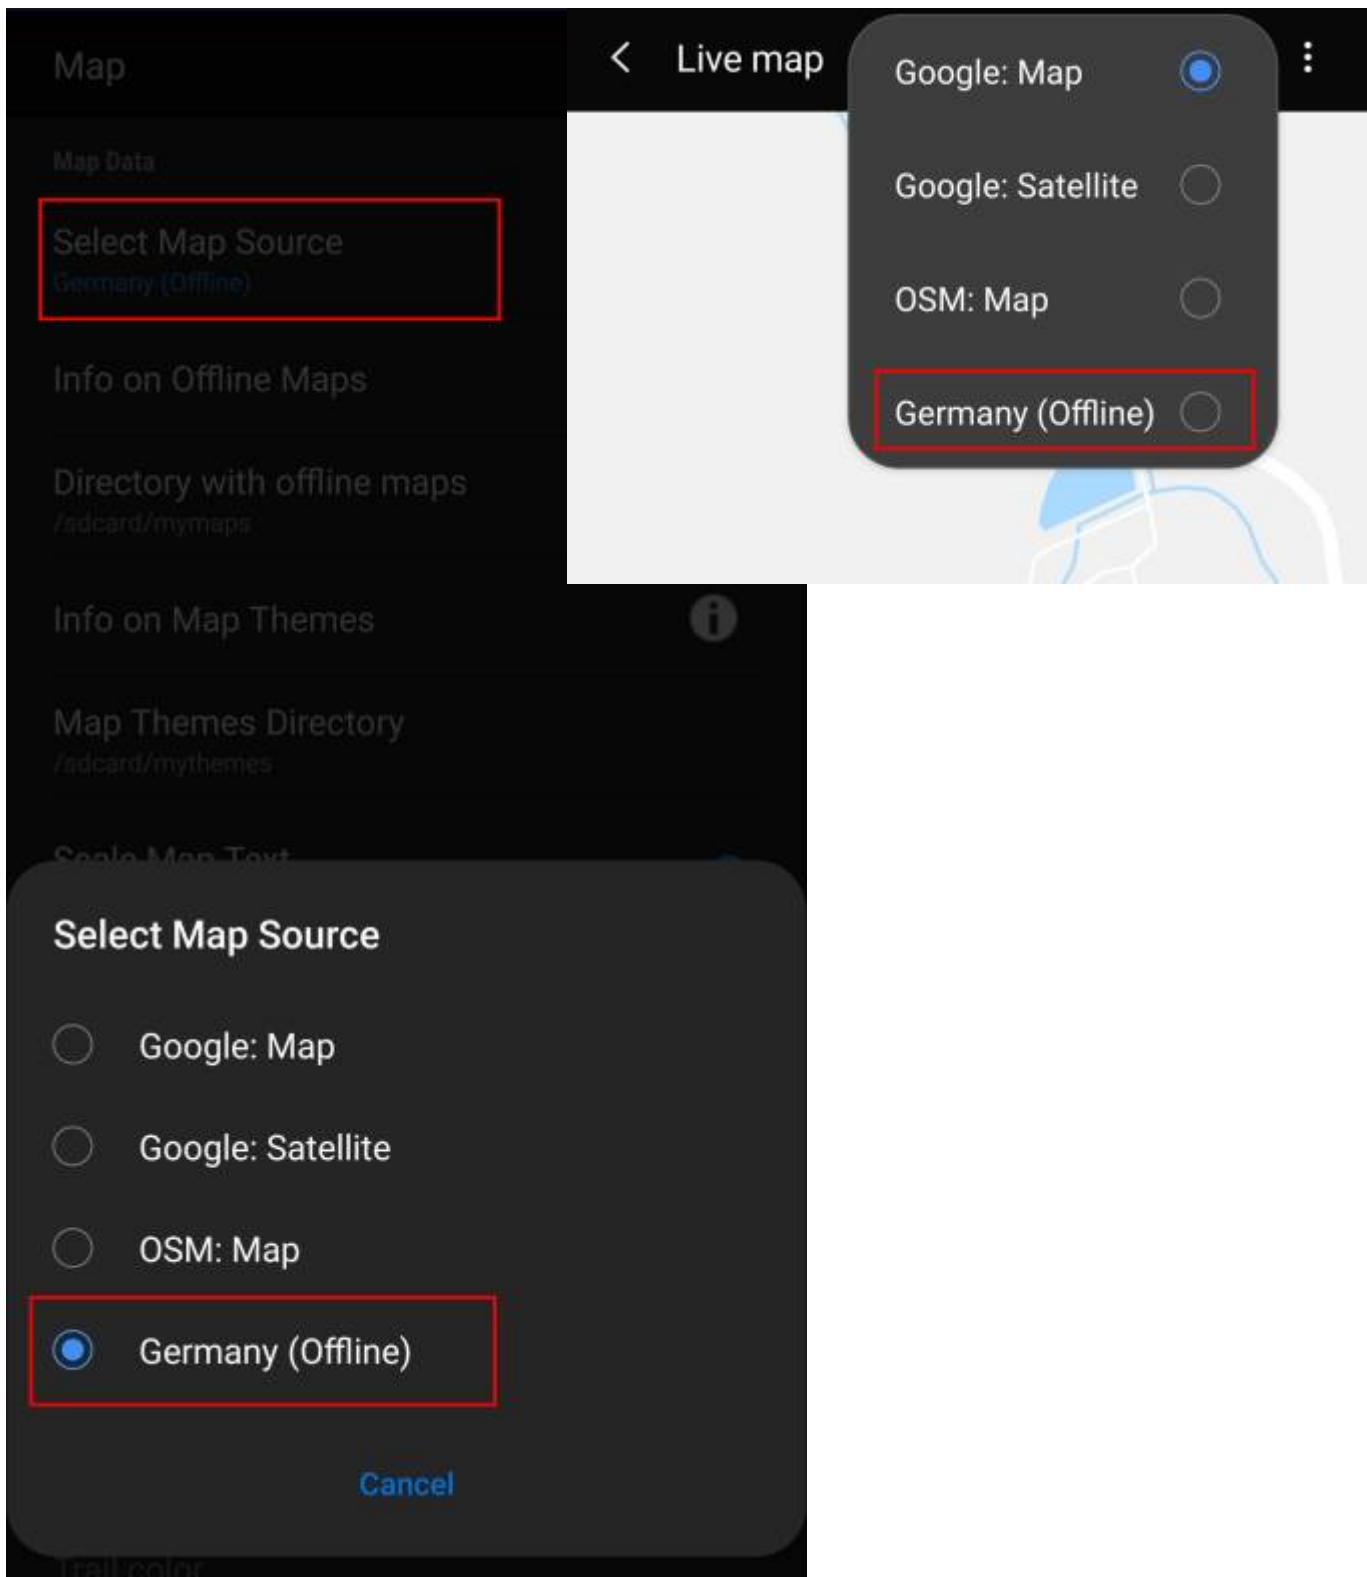 Map
Map Data
Select Map Source
Germany (Offline)
Info on Offline Maps
Directory with offline maps
/sdcard/mymaps
Info on Map Themes
Map Themes Directory
/sdcard/mythemes
Scale Map Text
Select Map Source
Google: Map
Google: Satellite
OSM: Map
Germany (Offline)
Cancel
Trail color
Live map
Google: Map
Google: Satellite
OSM: Map
Germany (Offline)